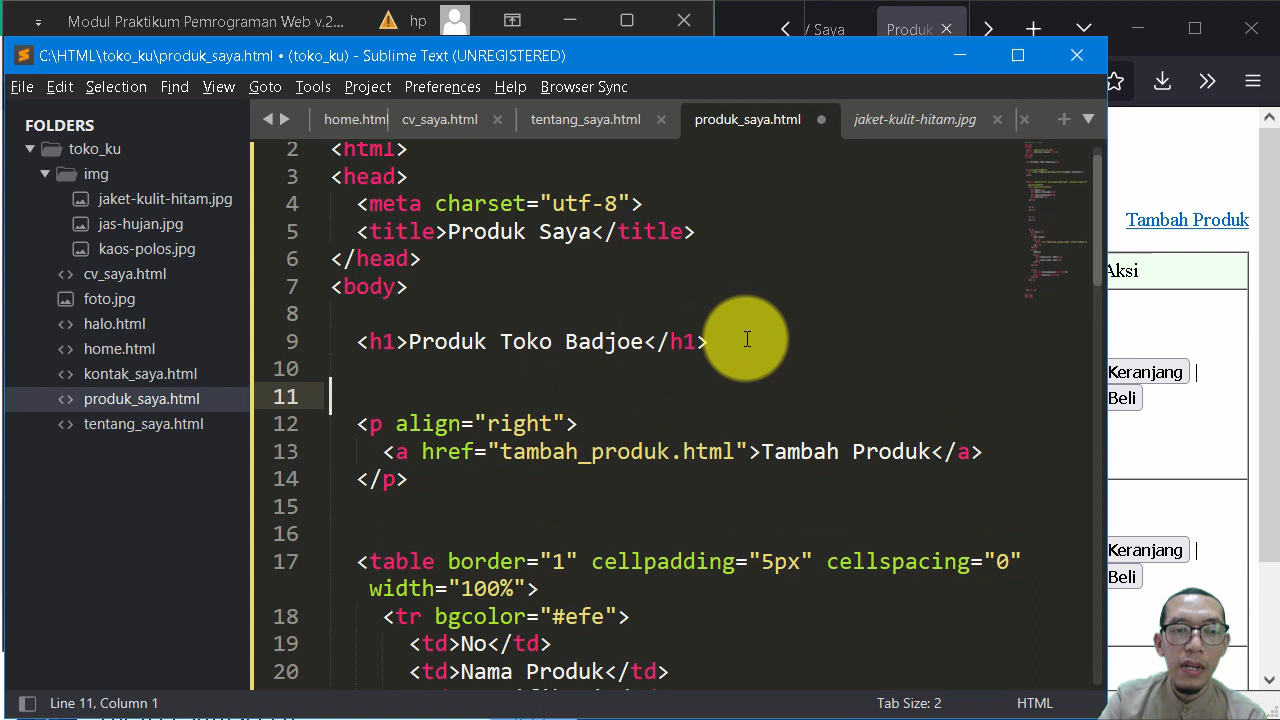 Modul Praktikum Pemrograman Web v.2...
hp
/ Saya
Produk
C:\HTML\toko_ku\produk_saya.html • (toko_ku) - Sublime Text (UNREGISTERED)
File Edit Selection Find View Goto Tools Project Preferences Help Browser Sync
FOLDERS
toko_ku
img
jaket-kulit-hitam.jpg
jas-hujan.jpg
kaos-polos.jpg
cv_saya.html
foto.jpg
halo.html
home.html
kontak_saya.html
produk_saya.html
tentang_saya.html
home.html cv_saya.html tentang_saya.html produk_saya.html jaket-kulit-hitam.jpg
2 <html>
3 <head>
4 <meta charset="utf-8">
5 <title>Produk Saya</title>
6 </head>
7 <body>
8
9 <h1>Produk Toko Badjoe</h1>
10
11
12 <p align="right">
13 <a href="tambah_produk.html">Tambah Produk</a>
14 </p>
15
16
17 <table border="1" cellpadding="5px" cellspacing="0"
width="100%">
18 <tr bgcolor="#efe">
19 <td>No</td>
20 <td>Nama Produk</td>
Line 11, Column 1
Tab Size: 2
HTML
Tambah Produk
Aksi
Keranjang |
Beli
Keranjang |
Beli